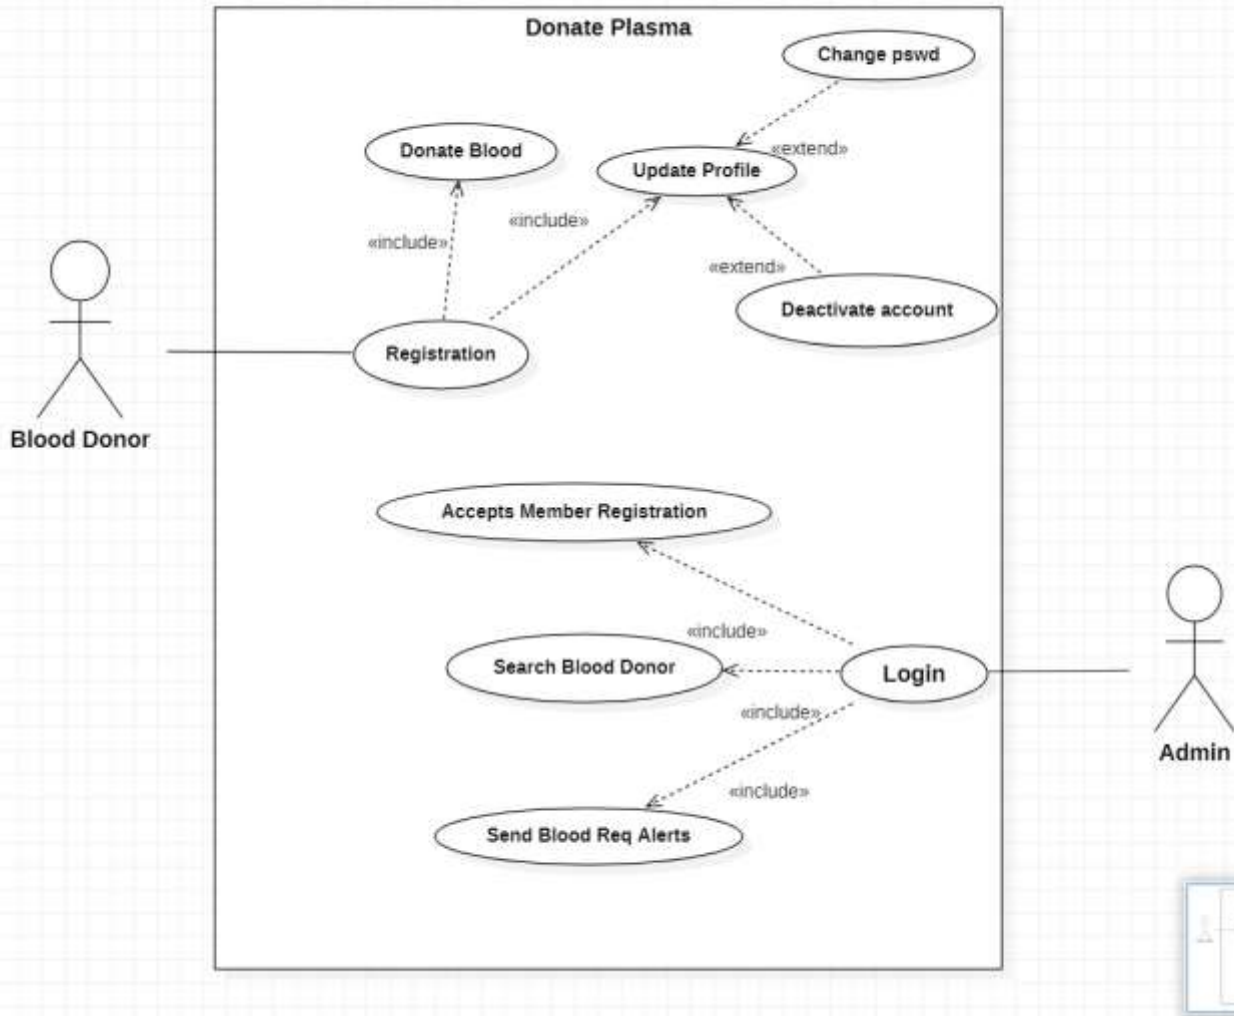 Donate Plasma
Change pswd
Donate Blood
«extend»
Update Profile
«include»
«include»
«extend»
Deactivate account
Registration
Blood Donor
Accepts Member Registration
«include»
Search Blood Donor
Login
«include»
Admin
«include»
Send Blood Req Alerts